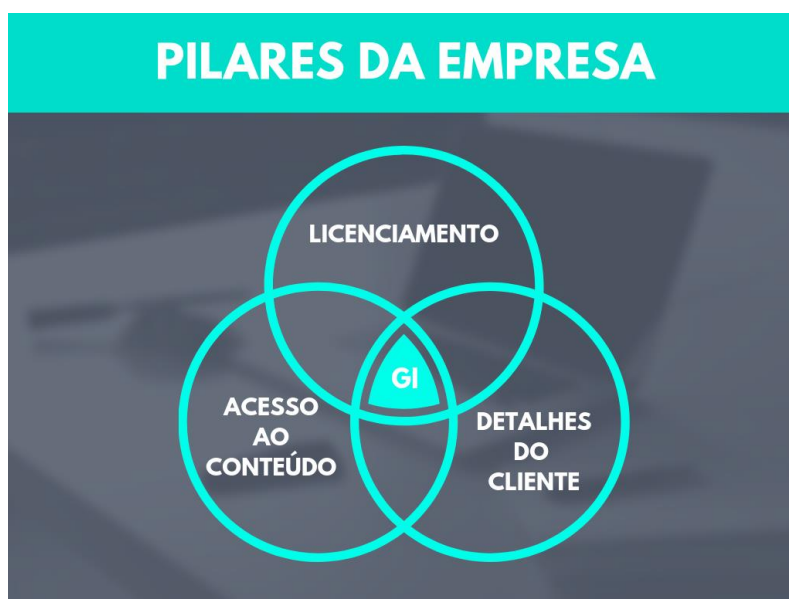 PILARES DA EMPRESA
LICENCIAMENTO
GI
ACESSO
AO
CONTEÚDO
DETALHES
DO
CLIENTE